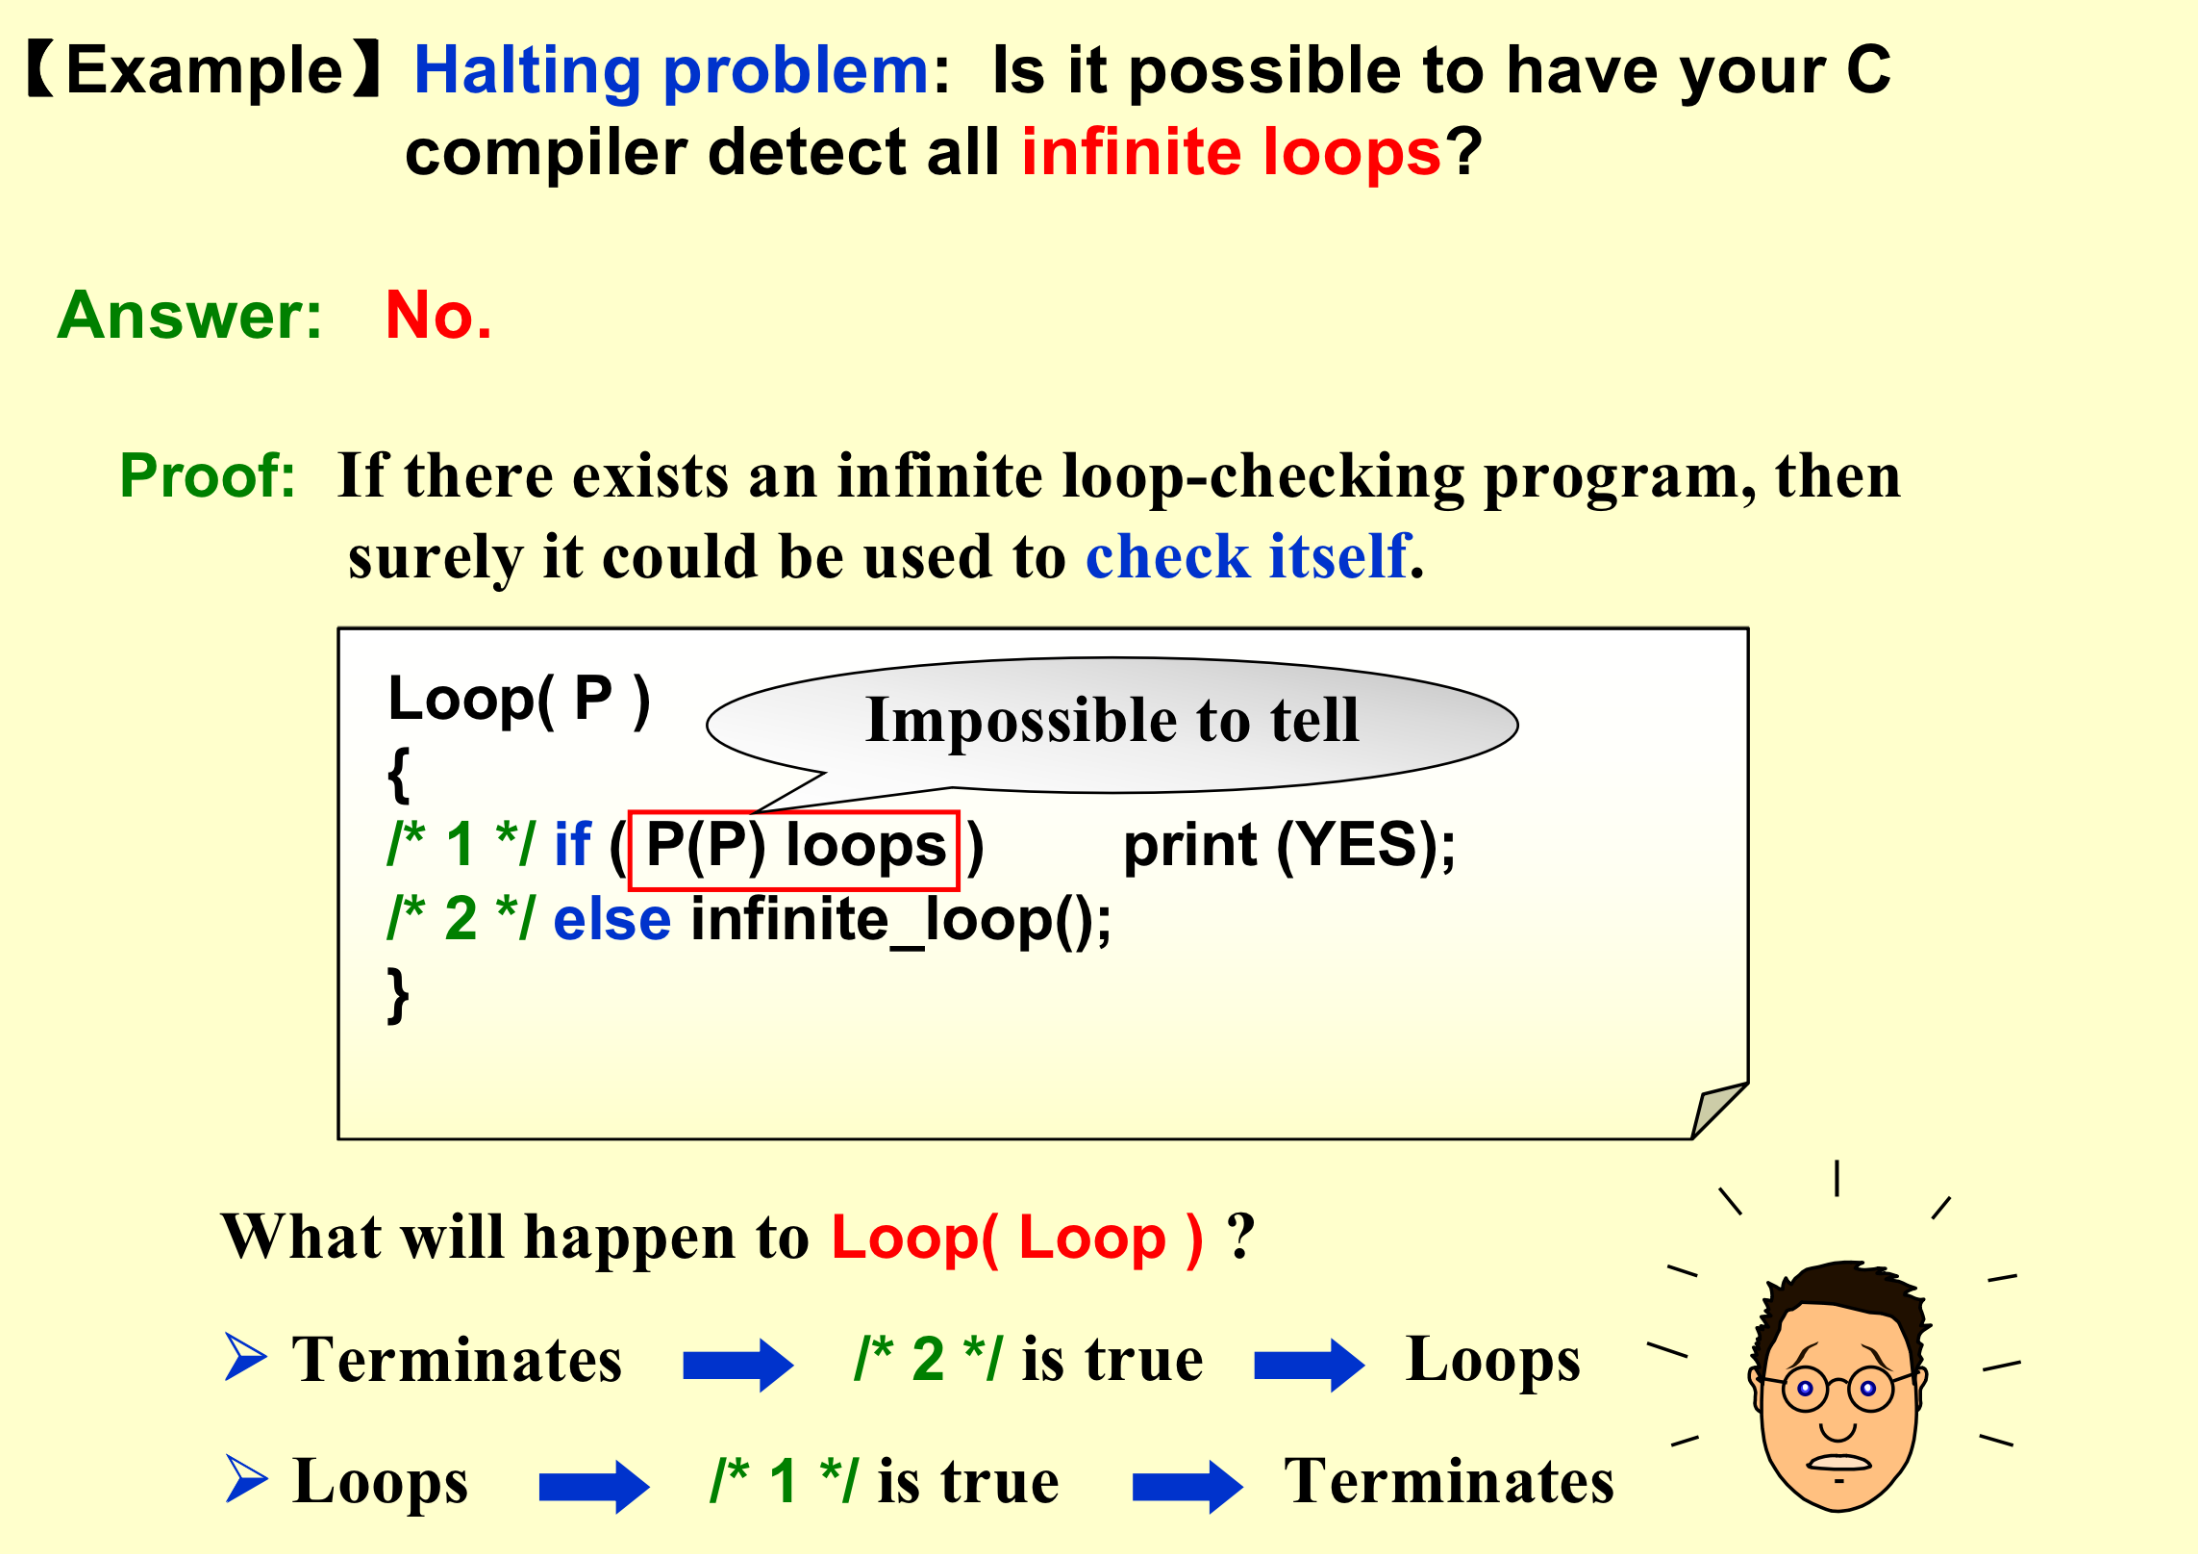 【Example】Halting problem: Is it possible to have your C
compiler detect all infinite loops?
Answer: No.
Proof: If there exists an infinite loop-checking program, then
surely it could be used to check itself.
Loop( P )
Impossible to tell
{
/* 1 */ if ( P(P) loops ) print (YES);
/* 2 */ else infinite_loop();
}
What will happen to Loop( Loop ) ?
Terminates /* 2 */ is true Loops
Loops /* 1 */ is true Terminates